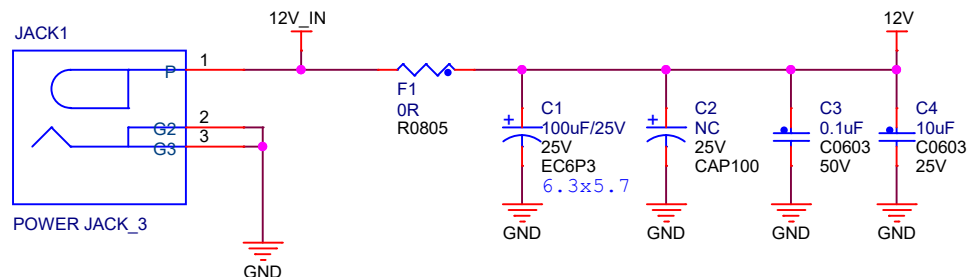 JACK1
12V_IN
12V
P
1
G2
2
G3
3
POWER JACK_3
GND
F1
0R
R0805
C1
100uF/25V
25V
EC6P3
6.3x5.7
GND
+
C2
NC
25V
CAP100
GND
+
C3
0.1uF
C0603
50V
GND
C4
10uF
C0603
25V
GND